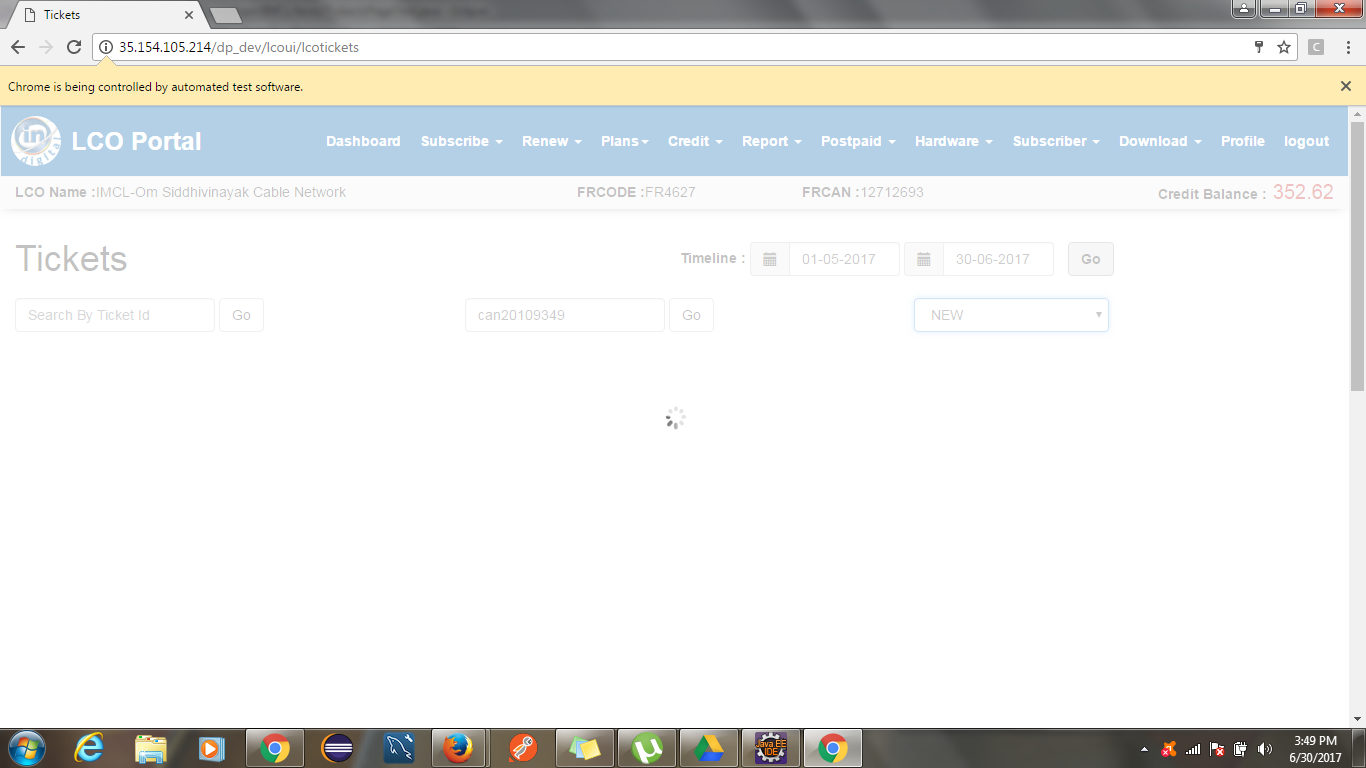 Tickets
35.154.105.214/dp_dev/lcoui/lcotickets
C
Chrome is being controlled by automated test software.
in digital LCO Portal Dashboard Subscribe Renew Plans Credit Report Postpaid Hardware Subscriber Download Profile logout
LCO Name :IMCL-Om Siddhivinayak Cable Network FRCODE :FR4627 FRCAN :12712693 Credit Balance : 352.62
Tickets Timeline : 01-05-2017 30-06-2017 Go
Search By Ticket Id Go can20109349 Go NEW
Java EE IDE
3:49 PM
6/30/2017